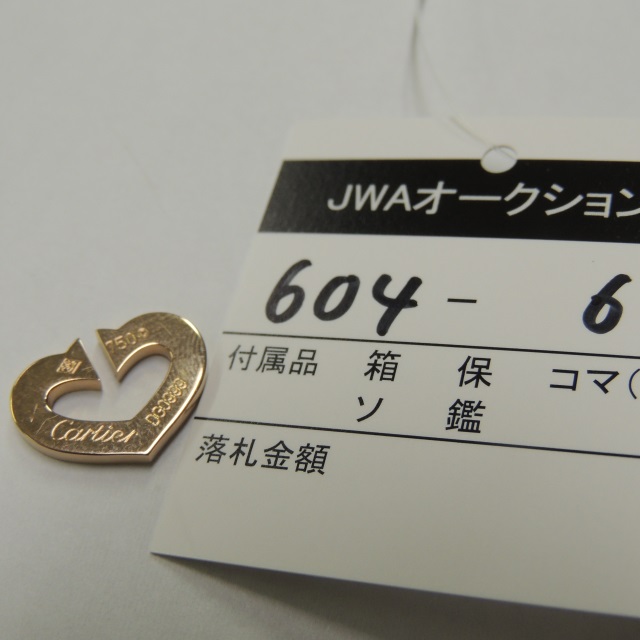 JWAオークション
604 - 6
付属品 箱 保 コマ(
ソ 鑑
落札金額
Cartier